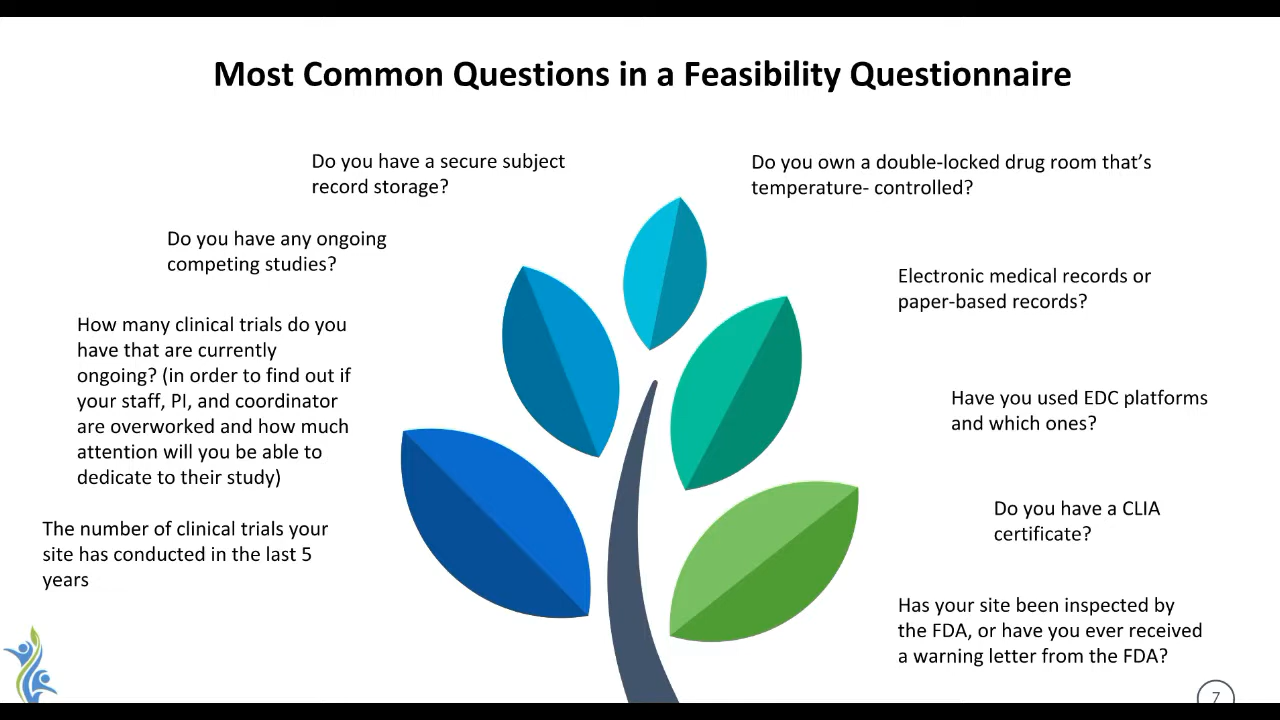 Most Common Questions in a Feasibility Questionnaire
Do you have a secure subject
record storage?
Do you have any ongoing
competing studies?
How many clinical trials do you
have that are currently
ongoing? (in order to find out if
your staff, PI, and coordinator
are overworked and how much
attention will you be able to
dedicate to their study)
The number of clinical trials your
site has conducted in the last 5
years
Do you own a double-locked drug room that’s
temperature- controlled?
Electronic medical records or
paper-based records?
Have you used EDC platforms
and which ones?
Do you have a CLIA
certificate?
Has your site been inspected by
the FDA, or have you ever received
a warning letter from the FDA?
7